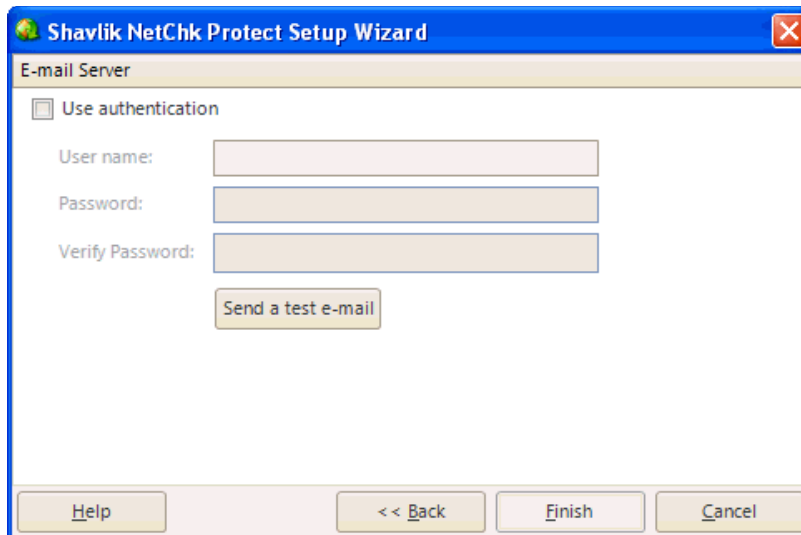 Shavlik NetChk Protect Setup Wizard
E-mail Server
Use authentication
User name:
Password:
Verify Password:
Send a test e-mail
Help
<< Back
Finish
Cancel